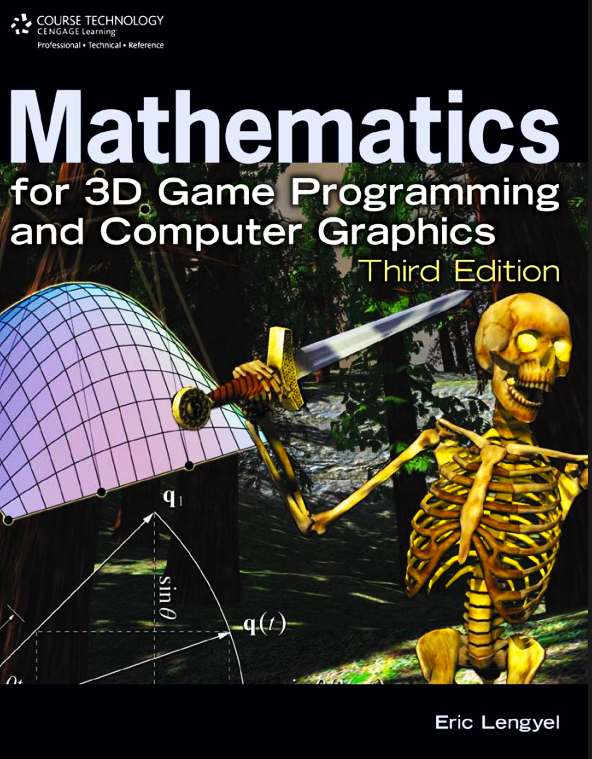 COURSE TECHNOLOGY
CENGAGE Learning
Professional • Technical • Reference
Mathematics
for 3D Game Programming
and Computer Graphics
Third Edition
q₁
sin θ
q(t)
Eric Lengyel